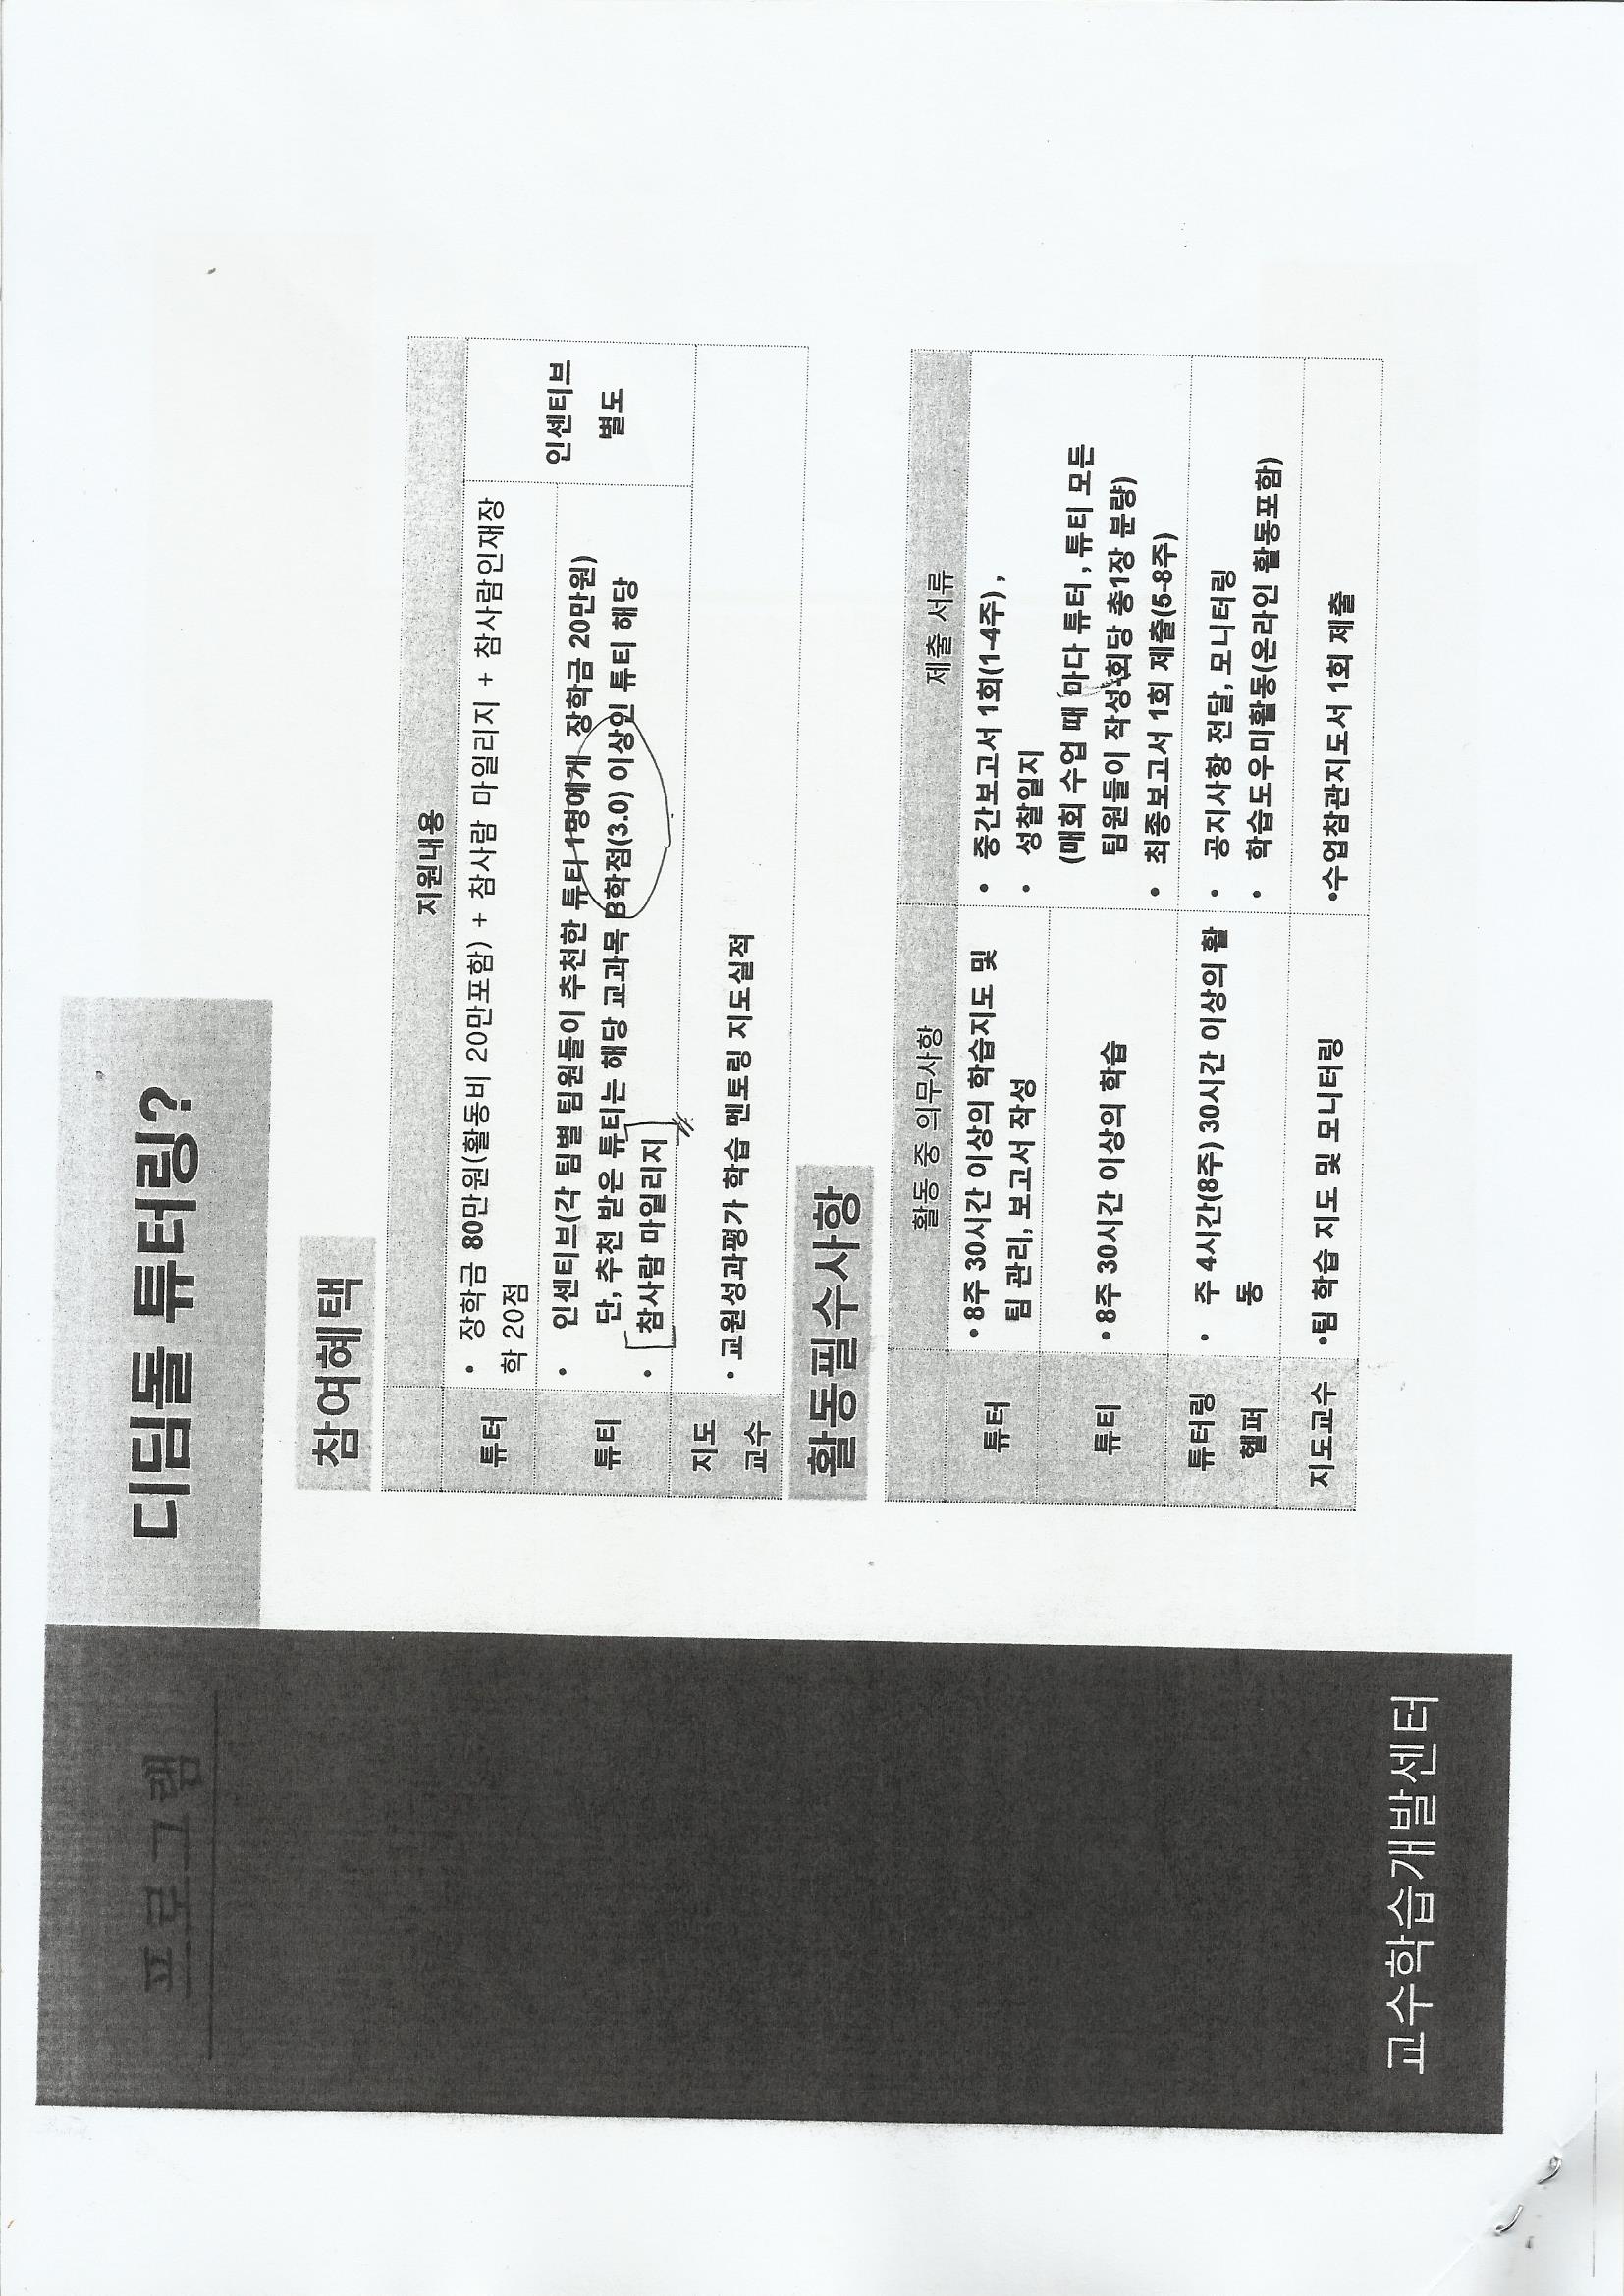 프로그램
교수학습개발센터
디딤돌 튜터링?
참여혜택
지원내용
튜터
• 장학금 80만원(활동비 20만포함) + 참사람 마일리지 + 참사람인재장
학 20점
인센티브
별도
튜티
• 인센티브(각 팀별 팀원들이 추천한 튜티 1명에게 장학금 20만원)
단, 추천 받은 튜티는 해당 교과목 B학점(3.0) 이상인 튜티 해당
• 참사람 마일리지
지도
교수
• 교원성과평가 학습 멘토링 지도실적
활동필수사항
활동 중 의무사항
제출 서류
튜터
• 8주 30시간 이상의 학습지도 및
팀 관리, 보고서 작성
• 중간보고서 1회(1-4주) ,
• 성찰일지
(매회 수업 때 마다 튜터 , 튜티 모든
팀원들이 작성(회당 총1장 분량)
• 최종보고서 1회 제출(5-8주)
튜티
• 8주 30시간 이상의 학습
튜터링
헬퍼
• 주 4시간(8주) 30시간 이상의 활
동
• 공지사항 전달, 모니터링
• 학습도우미활동(온라인 활동포함)
지도교수
•팀 학습 지도 및 모니터링
•수업참관지도서 1회 제출